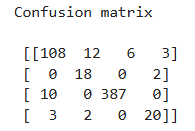 Confusion matrix
[[108 12 6 3]
[ 0 18 0 2]
[ 10 0 387 0]
[ 3 2 0 20]]